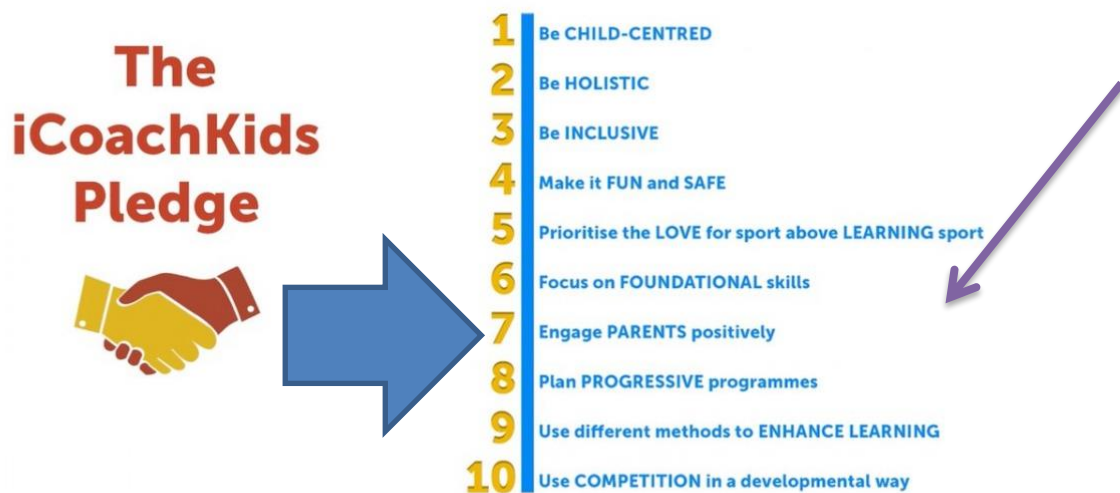 The
iCoachKids
Pledge
1 Be CHILD-CENTRED
2 Be HOLISTIC
3 Be INCLUSIVE
4 Make it FUN and SAFE
5 Prioritise the LOVE for sport above LEARNING sport
6 Focus on FOUNDATIONAL skills
7 Engage PARENTS positively
8 Plan PROGRESSIVE programmes
9 Use different methods to ENHANCE LEARNING
10 Use COMPETITION in a developmental way